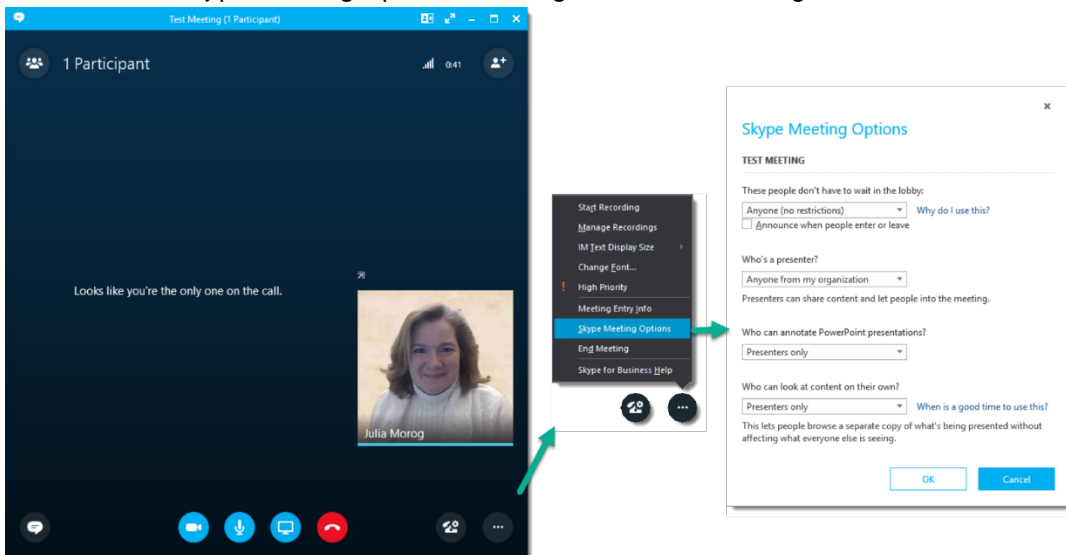 Test Meeting (1 Participant)
1 Participant
0:41
Looks like you're the only one on the call.
Julia Morog
Start Recording
Manage Recordings
IM Text Display Size
Change Font...
! High Priority
Meeting Entry Info
Skype Meeting Options
End Meeting
Skype for Business Help
Skype Meeting Options
TEST MEETING
These people don't have to wait in the lobby:
Anyone (no restrictions) Why do I use this?
Announce when people enter or leave
Who's a presenter?
Anyone from my organization
Presenters can share content and let people into the meeting.
Who can annotate PowerPoint presentations?
Presenters only
Who can look at content on their own?
Presenters only When is a good time to use this?
This lets people browse a separate copy of what's being presented without
affecting what everyone else is seeing.
OK Cancel